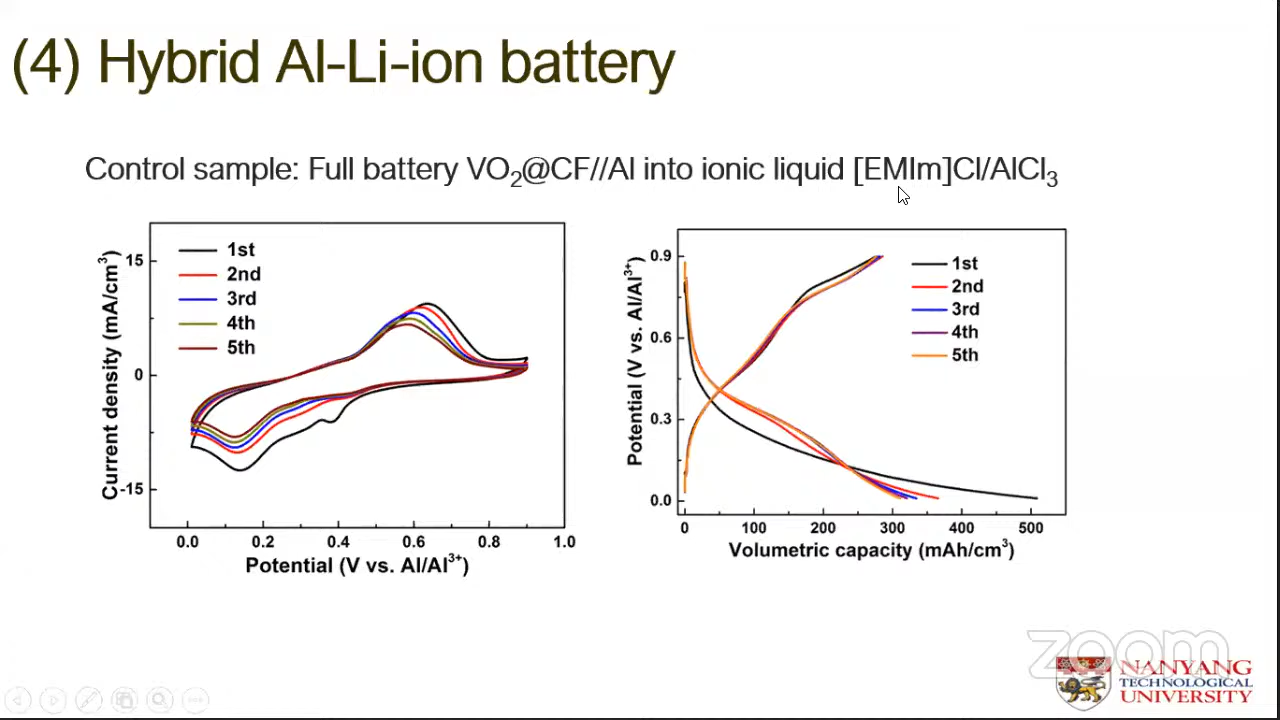 (4) Hybrid Al-Li-ion battery
Control sample: Full battery VO₂@CF//Al into ionic liquid [EMIm]Cl//AlCl₃
1st
2nd
3rd
4th
5th
15
0
-15
Current density (mA/cm³)
0.0 0.2 0.4 0.6 0.8 1.0
Potential (V vs. Al/Al³⁺)
1st
2nd
3rd
4th
5th
0.9
0.6
0.3
0.0
Potential (V vs. Al/Al³⁺)
0 100 200 300 400 500
Volumetric capacity (mAh/cm³)
zoom
NANYANG
TECHNOLOGICAL
UNIVERSITY